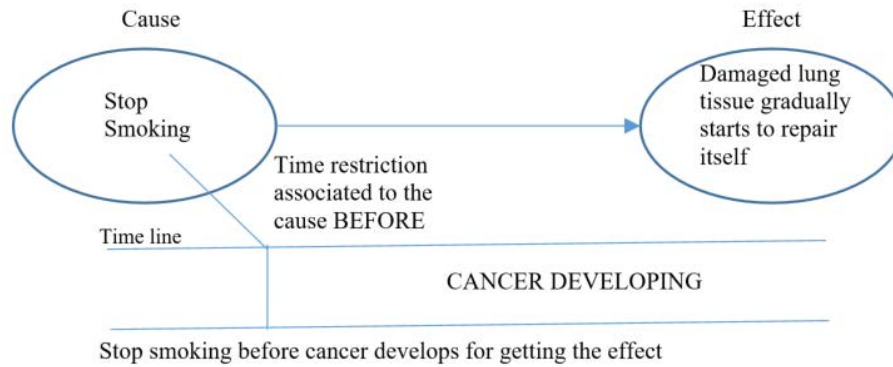 Cause
Effect
Stop
Smoking
Damaged lung
tissue gradually
starts to repair
itself
Time restriction
associated to the
cause BEFORE
Time line
CANCER DEVELOPING
Stop smoking before cancer develops for getting the effect